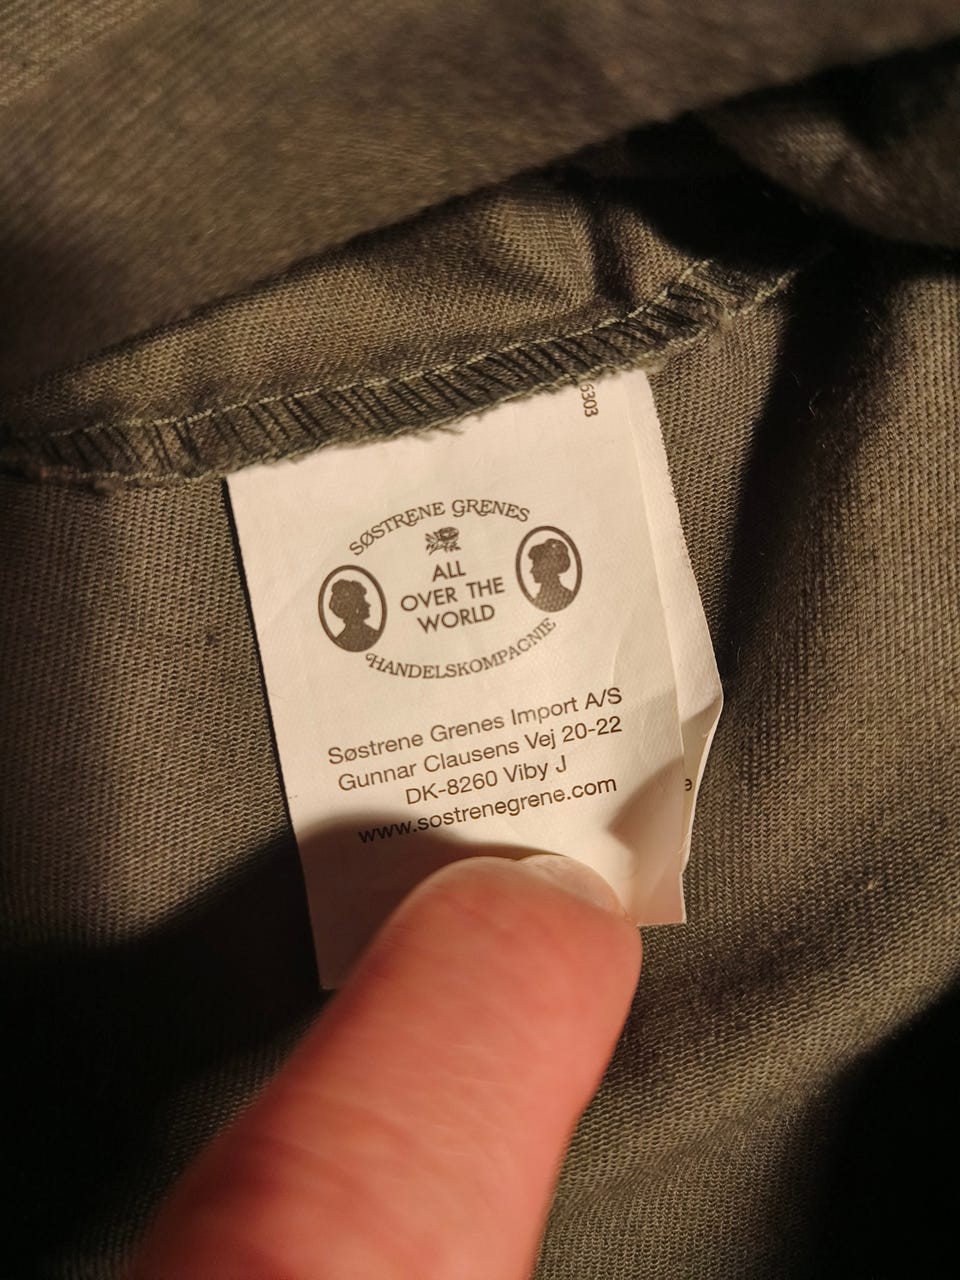 6303
SØSTRENE GRENES
ALL
OVER THE
WORLD
HANDELSKOMPAGNIE
Søstrene Grenes Import A/S
Gunnar Clausens Vej 20-22
DK-8260 Viby J
www.sostrenegrene.com
e